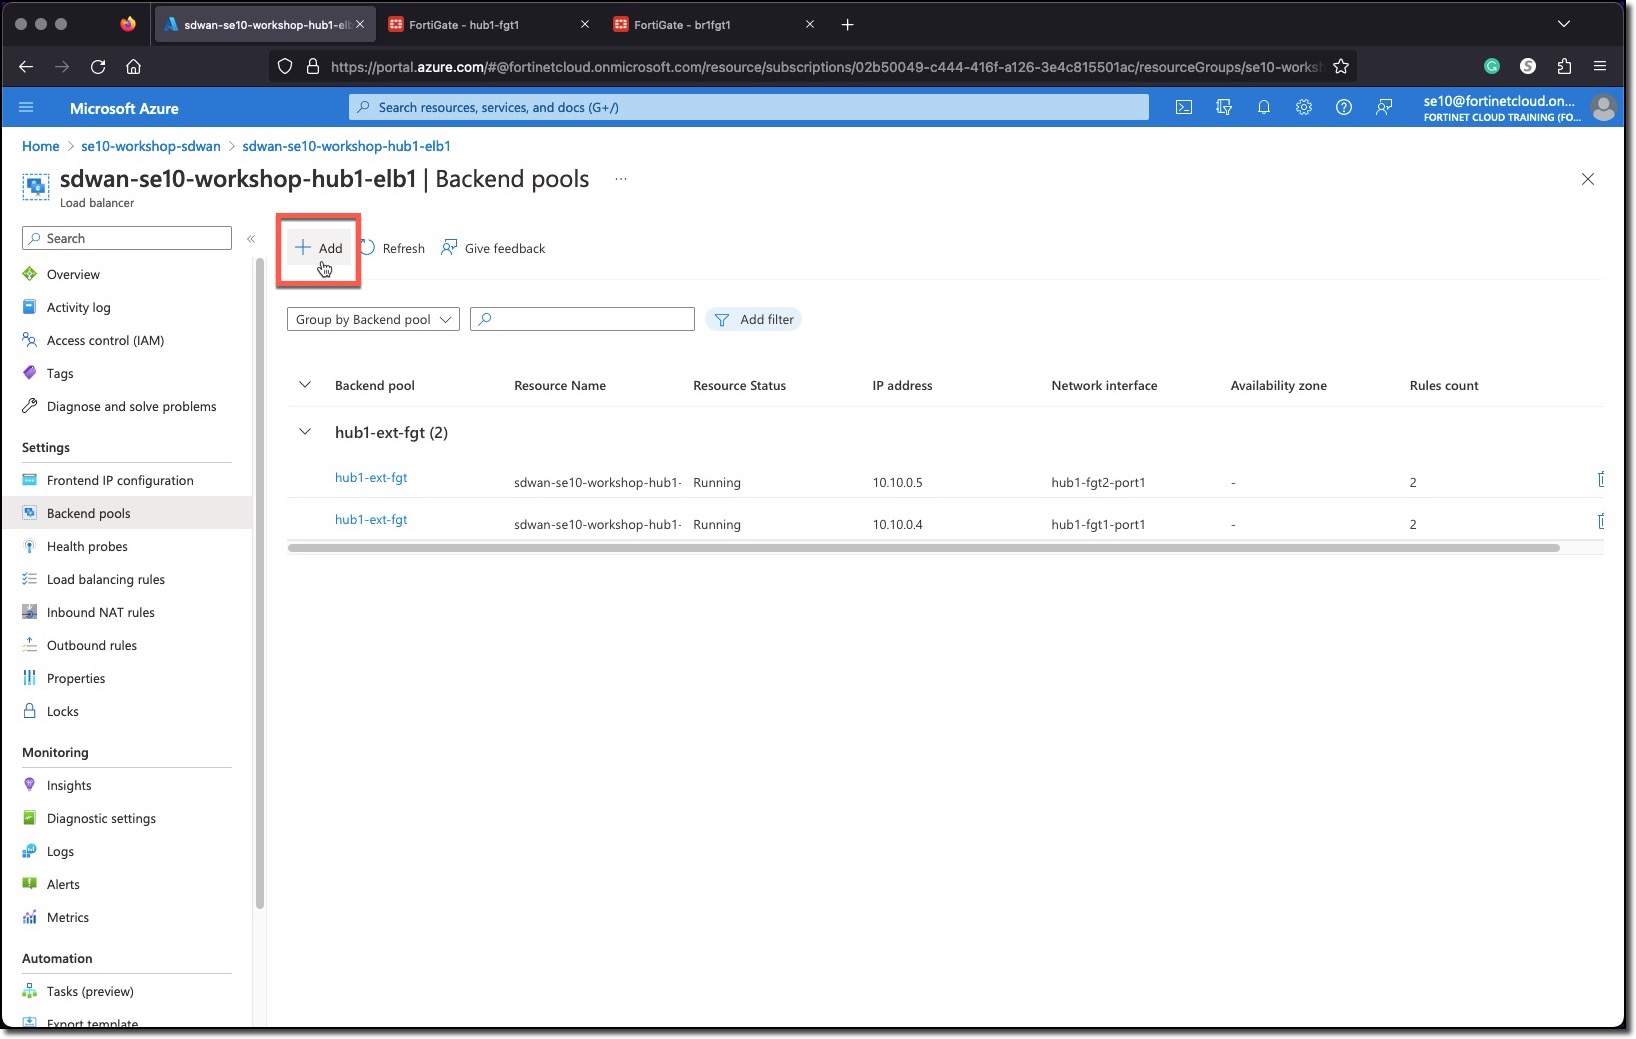 sdwan-se10-workshop-hub1-elb
FortiGate - hub1-fgt1
FortiGate - br1fgt1
https://portal.azure.com/#@fortinetcloud.onmicrosoft.com/resource/subscriptions/02b50049-c444-416f-a126-3e4c815501ac/resourceGroups/se10-worksh
Microsoft Azure
Search resources, services, and docs (G+/)
se10@fortinetcloud.on...
FORTINET CLOUD TRAINING (FO...
Home > se10-workshop-sdwan > sdwan-se10-workshop-hub1-elb1
sdwan-se10-workshop-hub1-elb1 | Backend pools ...
Load balancer
Search «
Overview
Activity log
Access control (IAM)
Tags
Diagnose and solve problems
Settings
Frontend IP configuration
Backend pools
Health probes
Load balancing rules
Inbound NAT rules
Outbound rules
Properties
Locks
Monitoring
Insights
Diagnostic settings
Logs
Alerts
Metrics
Automation
Tasks (preview)
Export template
+ Add Refresh Give feedback
Group by Backend pool Add filter
Backend pool Resource Name Resource Status IP address Network interface Availability zone Rules count
hub1-ext-fgt (2)
hub1-ext-fgt sdwan-se10-workshop-hub1- Running 10.10.0.5 hub1-fgt2-port1 - 2
hub1-ext-fgt sdwan-se10-workshop-hub1- Running 10.10.0.4 hub1-fgt1-port1 - 2